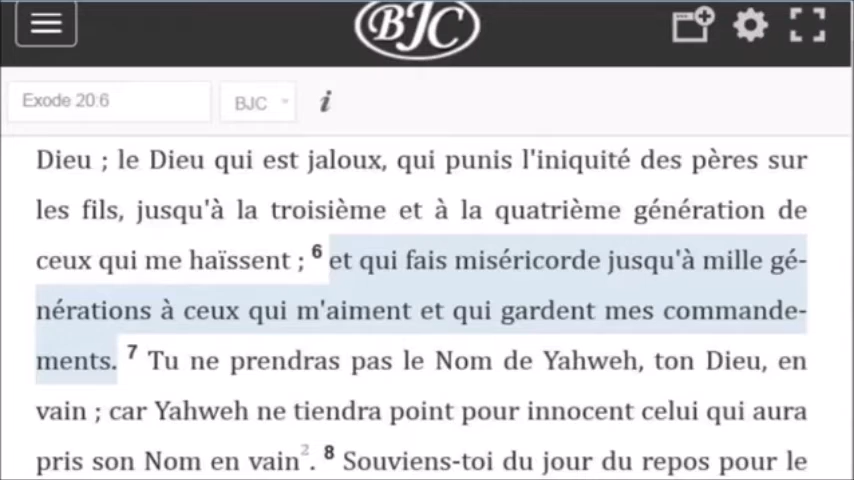 BJC
Exode 20:6
BJC
i
Dieu ; le Dieu qui est jaloux, qui punis l'iniquité des pères sur
les fils, jusqu'à la troisième et à la quatrième génération de
ceux qui me haïssent ; 6 et qui fais miséricorde jusqu'à mille gé-
nérations à ceux qui m'aiment et qui gardent mes commande-
ments. 7 Tu ne prendras pas le Nom de Yahweh, ton Dieu, en
vain ; car Yahweh ne tiendra point pour innocent celui qui aura
pris son Nom en vain2. 8 Souviens-toi du jour du repos pour le